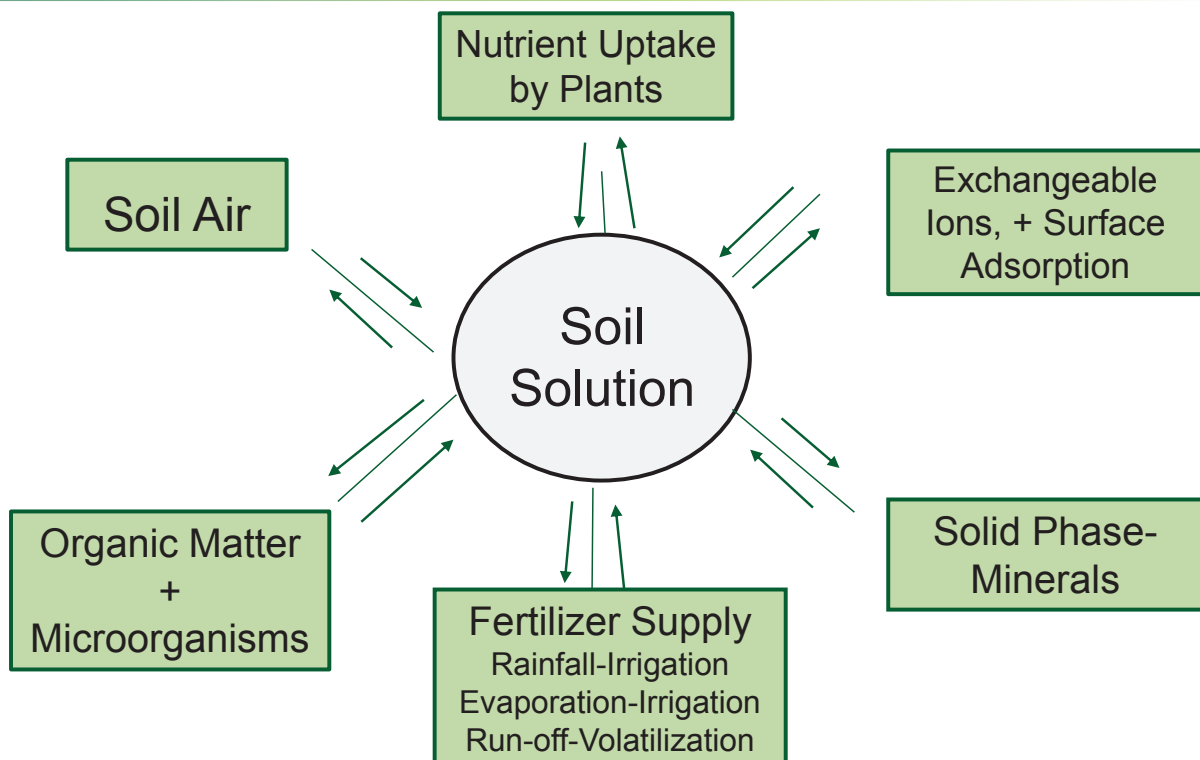 Nutrient Uptake
by Plants
Soil Air
Exchangeable
Ions, + Surface
Adsorption
Soil
Solution
Organic Matter
+
Microorganisms
Solid Phase-
Minerals
Fertilizer Supply
Rainfall-Irrigation
Evaporation-Irrigation
Run-off-Volatilization